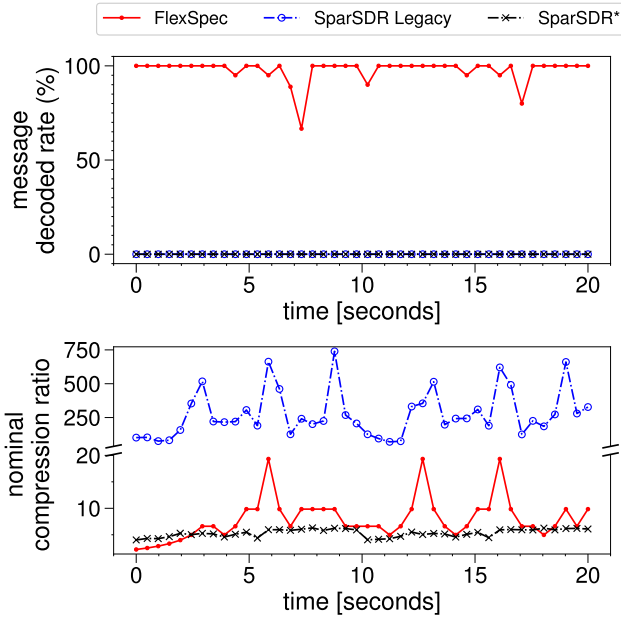 FlexSpec SparSDR Legacy SparSDR*
message
decoded rate (%)
100
50
0
0 5 10 15 20
time [seconds]
nominal
compression ratio
750
500
250
20
10
0 5 10 15 20
time [seconds]